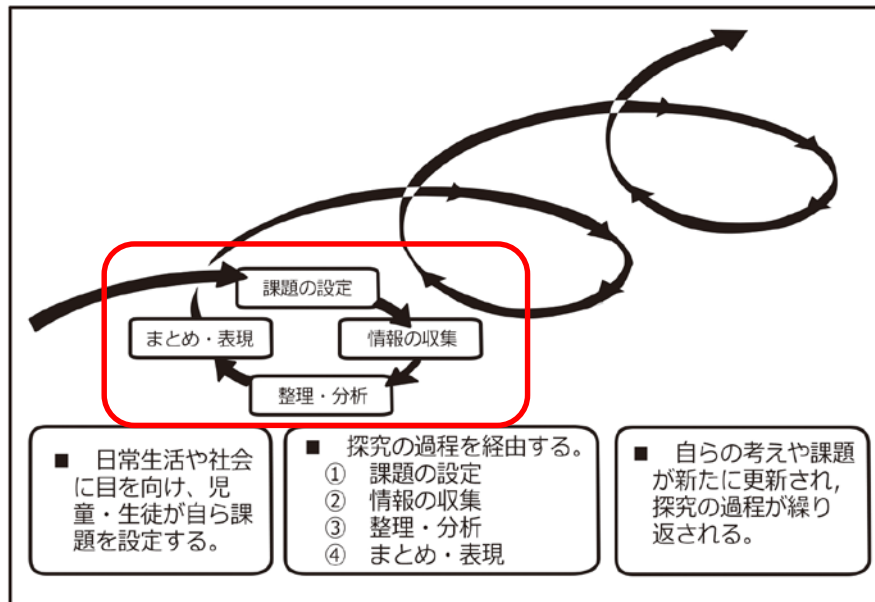 課題の設定
まとめ・表現
情報の収集
整理・分析
■ 日常生活や社会
に目を向け、児
童・生徒が自ら課
題を設定する。
■ 探究の過程を経由する。
① 課題の設定
② 情報の収集
③ 整理・分析
④ まとめ・表現
■ 自らの考えや課題
が新たに更新され,
探究の過程が繰り
返される。